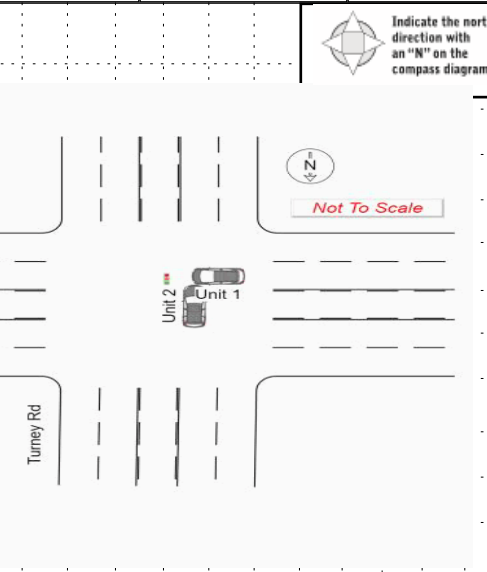 Indicate the nort
direction with
an “N” on the
compass diagram
N
Not To Scale
Unit 1
Unit 2
Turney Rd